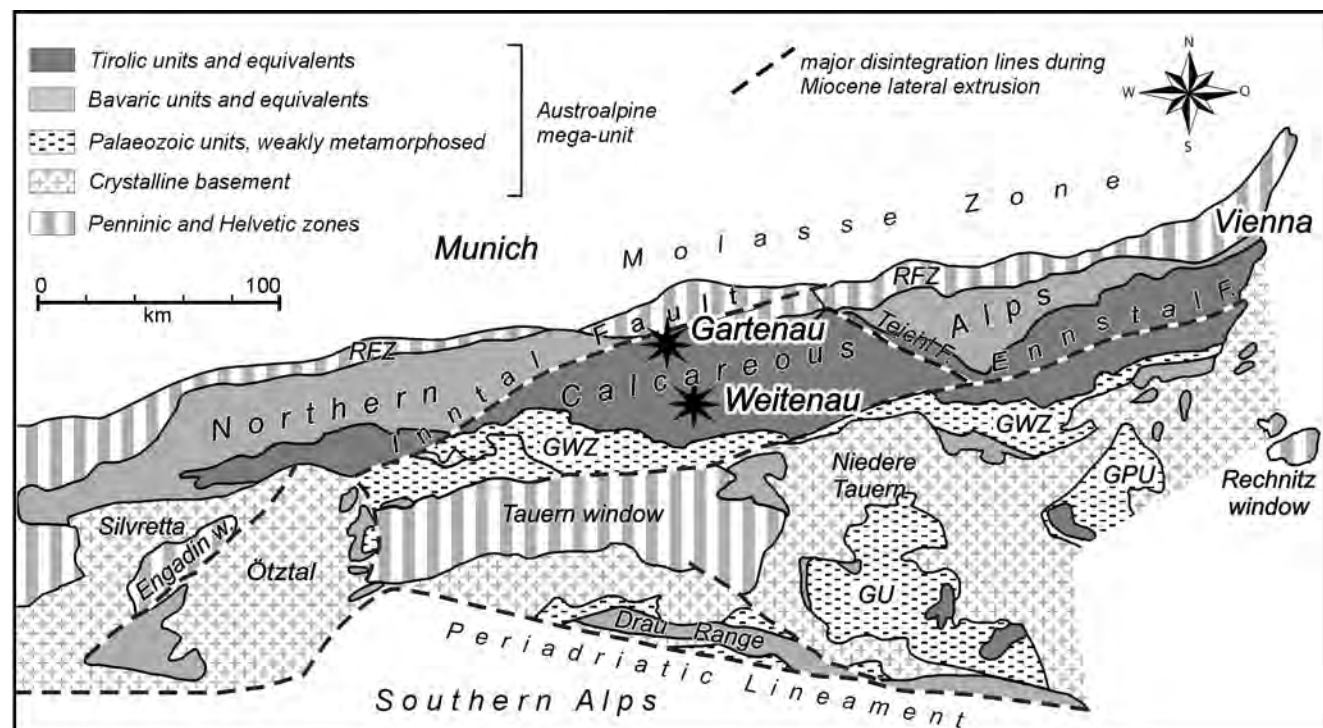 Tirolic units and equivalents
Bavaric units and equivalents
Palaeozoic units, weakly metamorphosed
Crystalline basement
Penninic and Helvetic zones
Austroalpine
mega-unit
major disintegration lines during
Miocene lateral extrusion
N
W
O
S
0
100
km
Munich
Molasse Zone
Vienna
RFZ
RFZ
Northern Calcareous Alps
Inntal Fault
Gartenau
Teichl F.
Ennstal F.
Weitenau
GWZ
GWZ
Niedere
Tauern
GPU
Rechnitz
window
Silvretta
Engadin w.
Ötztal
Tauern window
GU
Drau Range
Periadriatic Lineament
Southern Alps